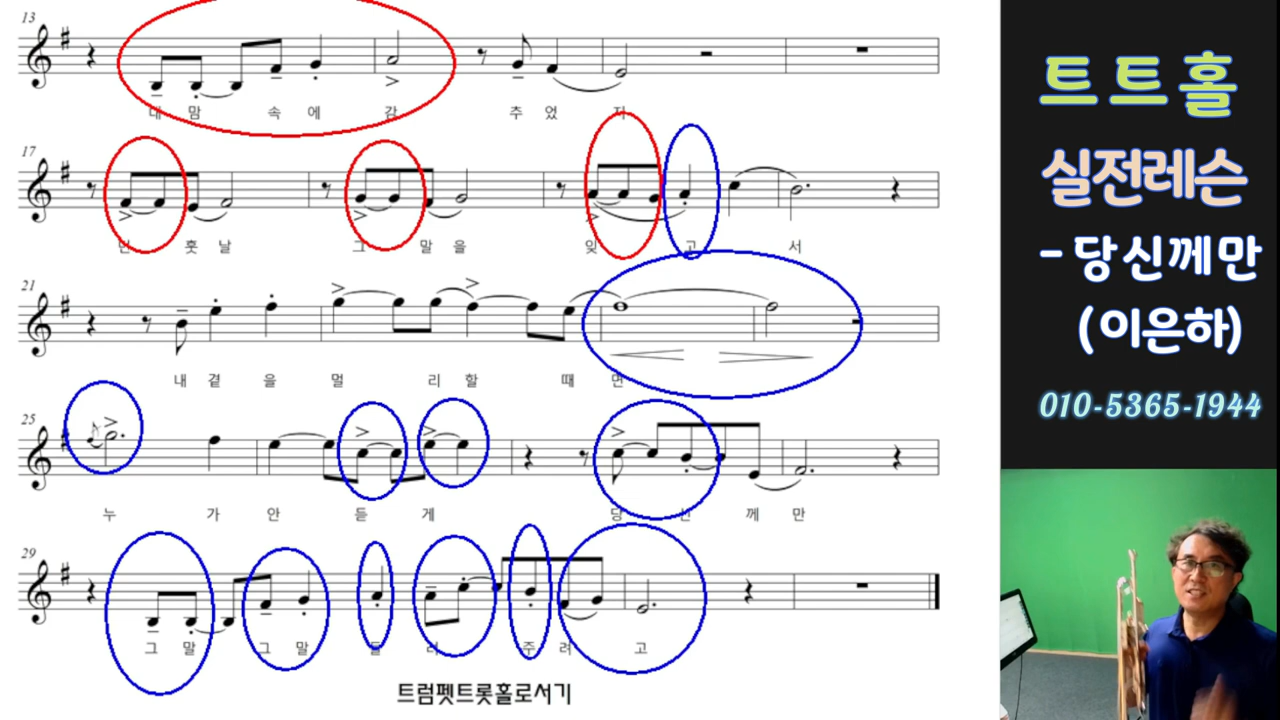 13
내 맘 속 에 감 추 었 지
17
먼 훗 날 그 말 을 잊 고 서
21
내 곁 을 멀 리 할 때 면
25
누 가 안 듣 게 당 신 께 만
29
그 말 그 말 들 려 주 려 고
트럼펫트롯홀로서기
트트홀
실전레슨
- 당신께만
(이은하)
010-5365-1944